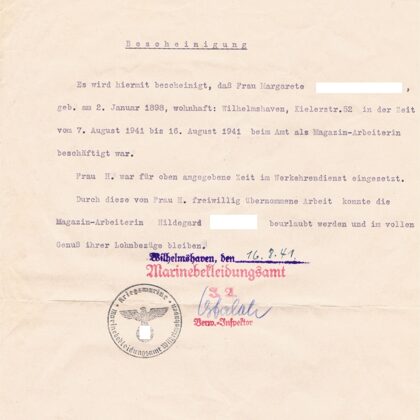 Bescheinigung
Es wird hiermit bescheinigt, daß Frau Margarete ,
geb. am 2. Januar 1898, wohnhaft: Wilhelmshaven, Kielerstr.52 in der Zeit
vom 7. August 1941 bis 16. August 1941 beim Amt als Magazin-Arbeiterin
beschäftigt war.
Frau H. war für oben angegebene Zeit im Werkehrendienst eingesetzt.
Durch diese von Frau H. freiwillig übernommene Arbeit konnte die
Magazin-Arbeiterin Hildegard beurlaubt werden und im vollen
Genuß ihrer Lohnbezüge bleiben.
Wilhelmshaven, den 16.8.41.
Marinebekleidungsamt
J. A.
Verw.-Inspektor
Kriegsmarine
Marinebekleidungsamt Wilhelmshaven